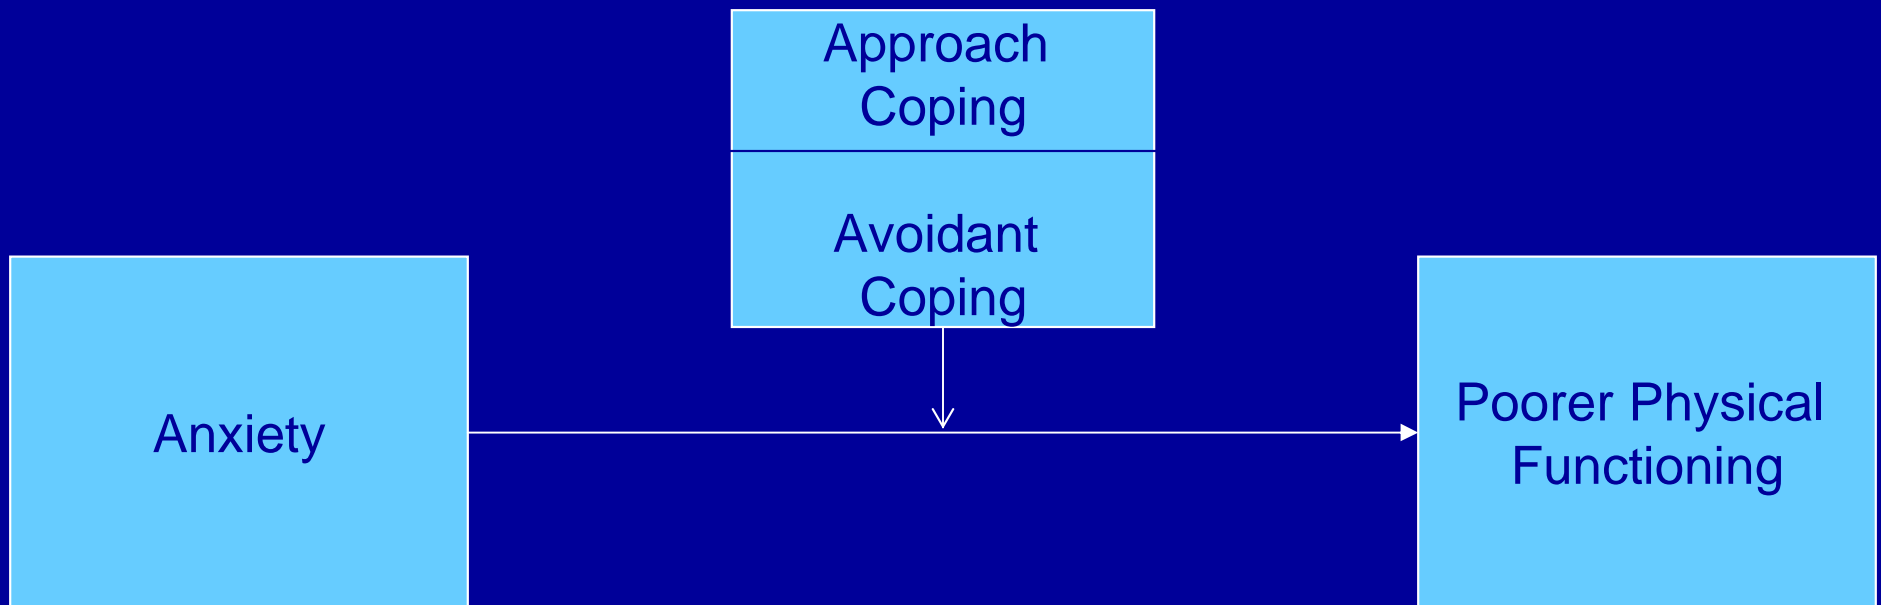 Approach
Coping
Avoidant
Coping
Anxiety
Poorer Physical
Functioning